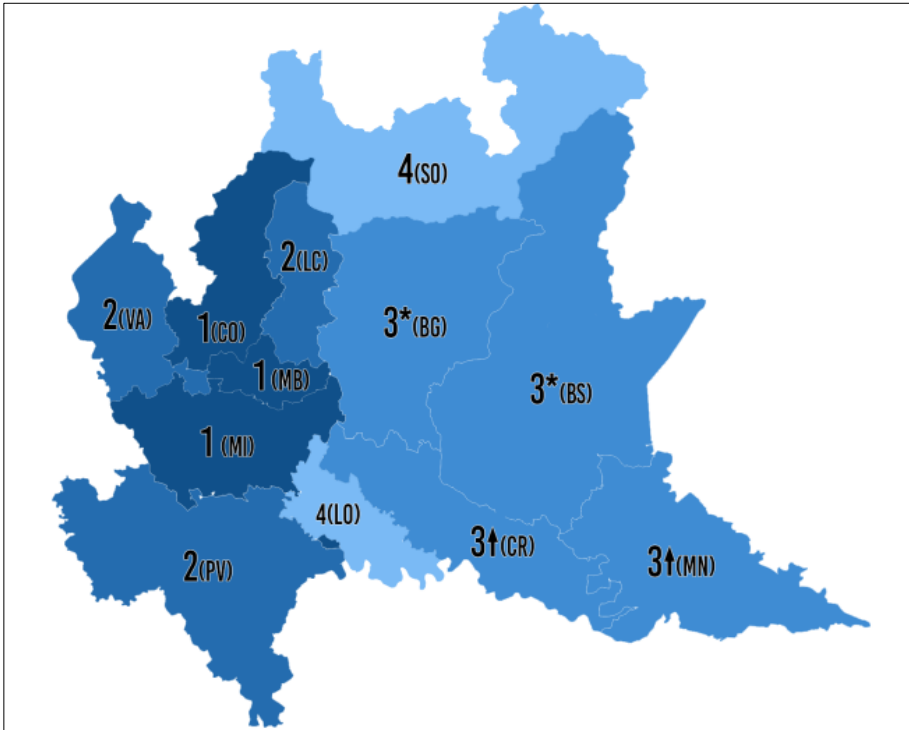 4(SO)
2(LC)
2(VA)
1(CO)
3*(BG)
1(MB)
3*(BS)
1(MI)
4(LO)
3↑(CR)
2(PV)
3↑(MN)